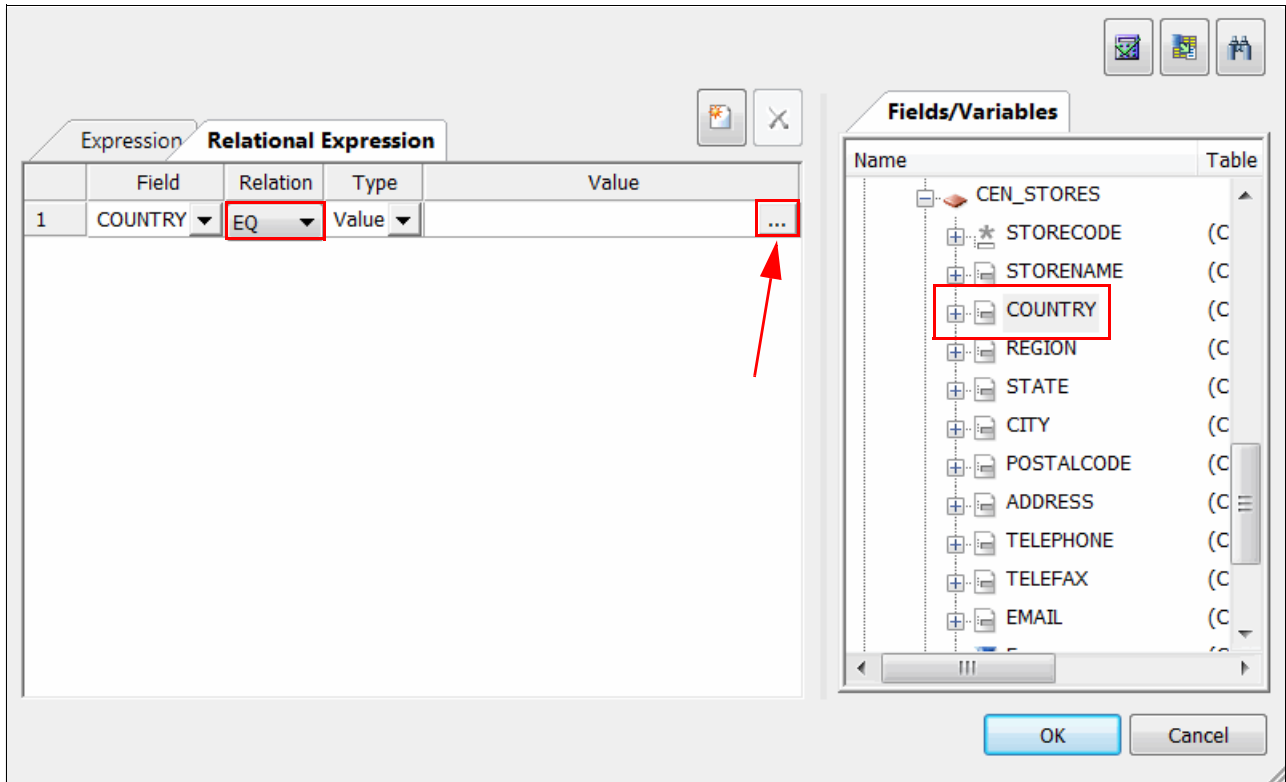 Expression Relational Expression
Field Relation Type Value
1 COUNTRY EQ Value ...
Fields/Variables
Name Table
CEN_STORES
STORECODE (C
STORENAME (C
COUNTRY (C
REGION (C
STATE (C
CITY (C
POSTALCODE (C
ADDRESS (C
TELEPHONE (C
TELEFAX (C
EMAIL (C
OK Cancel